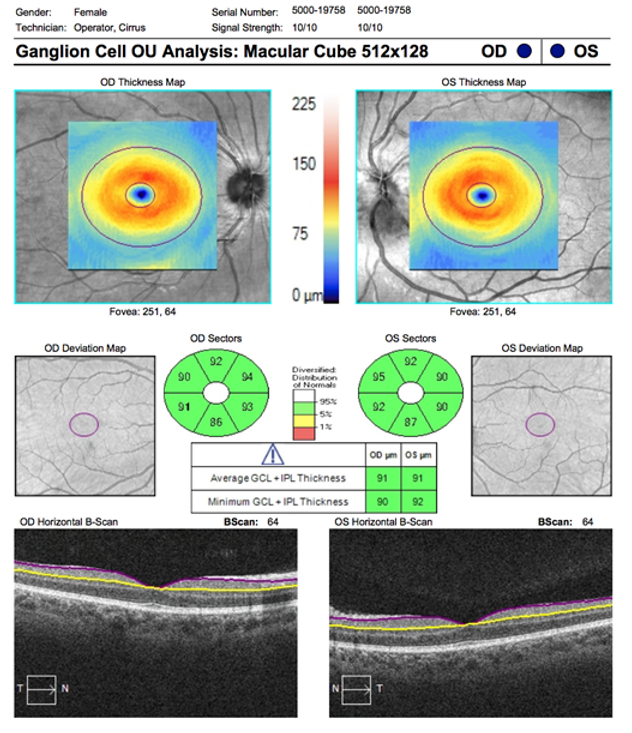 Gender: Female Serial Number: 5000-19758 5000-19758
Technician: Operator, Cirrus Signal Strength: 10/10 10/10
Ganglion Cell OU Analysis: Macular Cube 512x128 OD OS
OD Thickness Map OS Thickness Map
225
150
75
0 µm
Fovea: 251, 64 Fovea: 251, 64
OD Deviation Map OD Sectors OS Sectors OS Deviation Map
Diversified:
Distribution
of Normals
95%
5%
1%
92
90 94
91 93
86
92
95 90
92 90
87
OD µm OS µm
Average GCL + IPL Thickness 91 91
Minimum GCL + IPL Thickness 90 92
OD Horizontal B-Scan BScan: 64 OS Horizontal B-Scan BScan: 64
T N N T